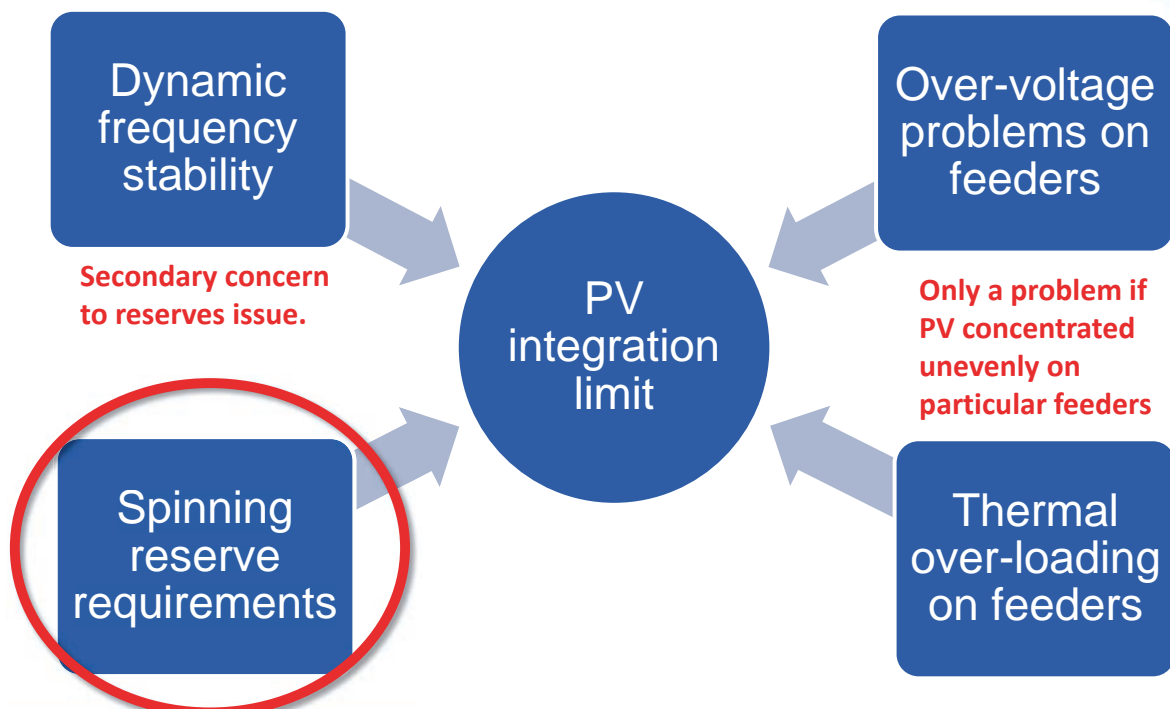 Dynamic
frequency
stability
Secondary concern
to reserves issue.
Spinning
reserve
requirements
PV
integration
limit
Over-voltage
problems on
feeders
Only a problem if
PV concentrated
unevenly on
particular feeders
Thermal
over-loading
on feeders